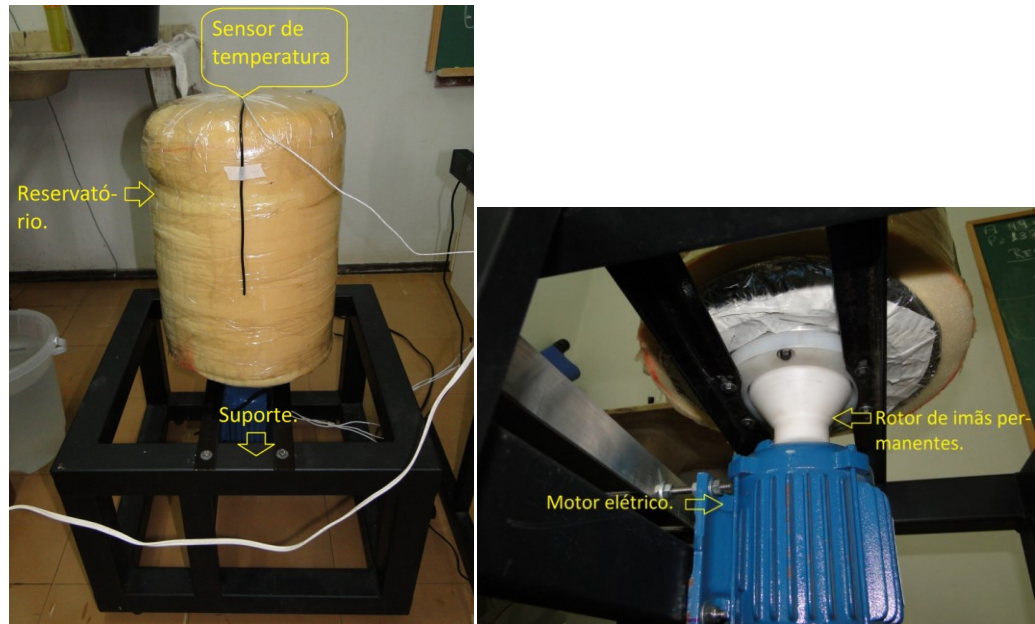 Sensor de
temperatura
Reservató-
rio.
Suporte.
Rotor de imãs per-
manentes.
Motor elétrico.